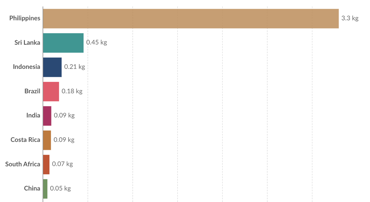 Philippines 3.3 kg
Sri Lanka 0.45 kg
Indonesia 0.21 kg
Brazil 0.18 kg
India 0.09 kg
Costa Rica 0.09 kg
South Africa 0.07 kg
China 0.05 kg